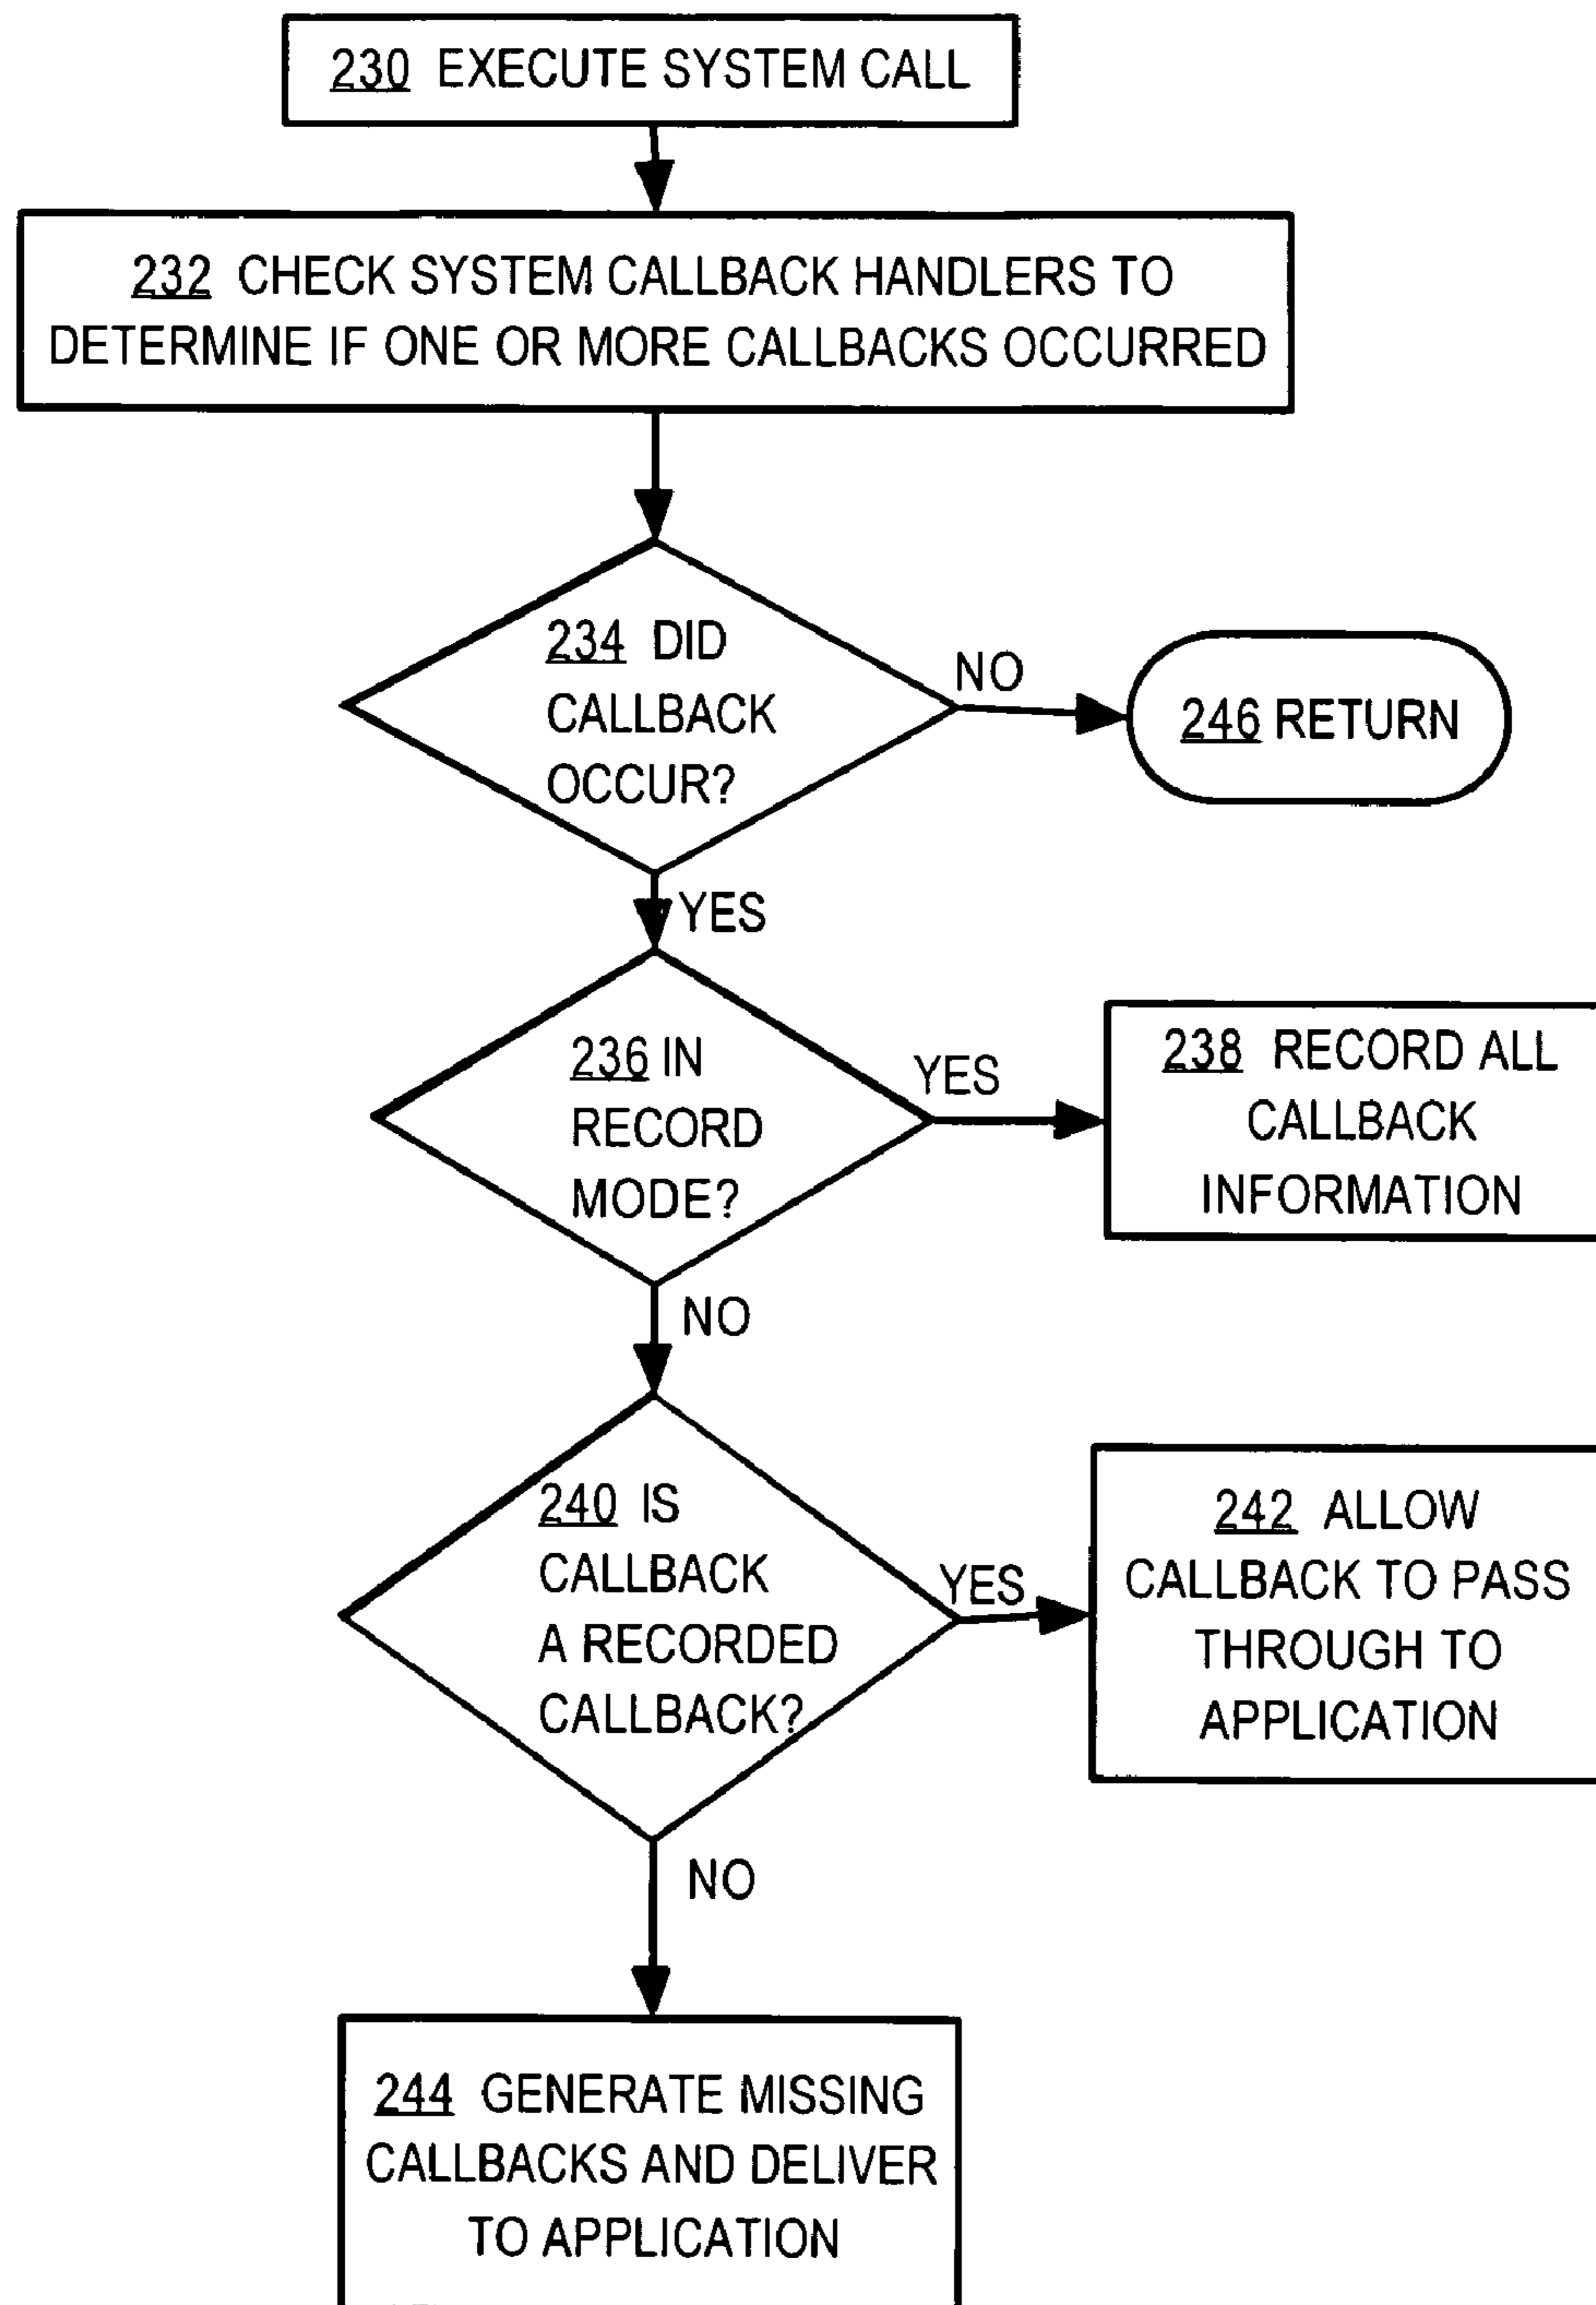 230 EXECUTE SYSTEM CALL
232 CHECK SYSTEM CALLBACK HANDLERS TO
DETERMINE IF ONE OR MORE CALLBACKS OCCURRED
234 DID
CALLBACK
OCCUR?
NO
246 RETURN
YES
236 IN
RECORD
MODE?
YES
238 RECORD ALL
CALLBACK
INFORMATION
NO
240 IS
CALLBACK
A RECORDED
CALLBACK?
YES
242 ALLOW
CALLBACK TO PASS
THROUGH TO
APPLICATION
NO
244 GENERATE MISSING
CALLBACKS AND DELIVER
TO APPLICATION